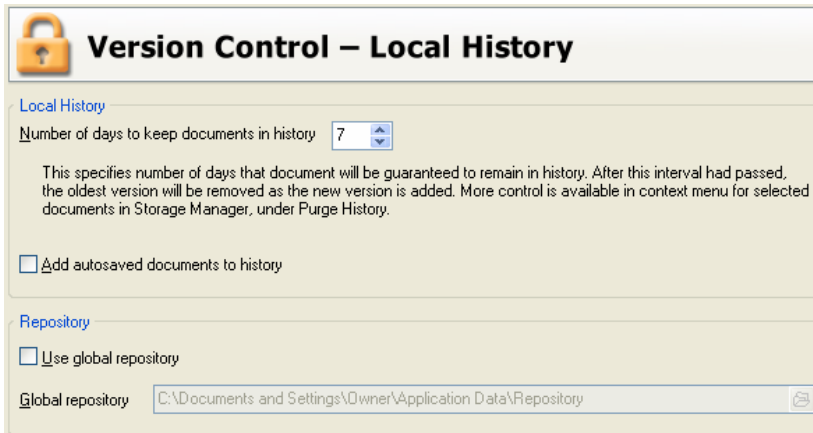 Version Control – Local History
Local History
Number of days to keep documents in history 7
This specifies number of days that document will be guaranteed to remain in history. After this interval had passed,
the oldest version will be removed as the new version is added. More control is available in context menu for selected
documents in Storage Manager, under Purge History.
Add autosaved documents to history
Repository
Use global repository
Global repository C:\Documents and Settings\Owner\Application Data\Repository